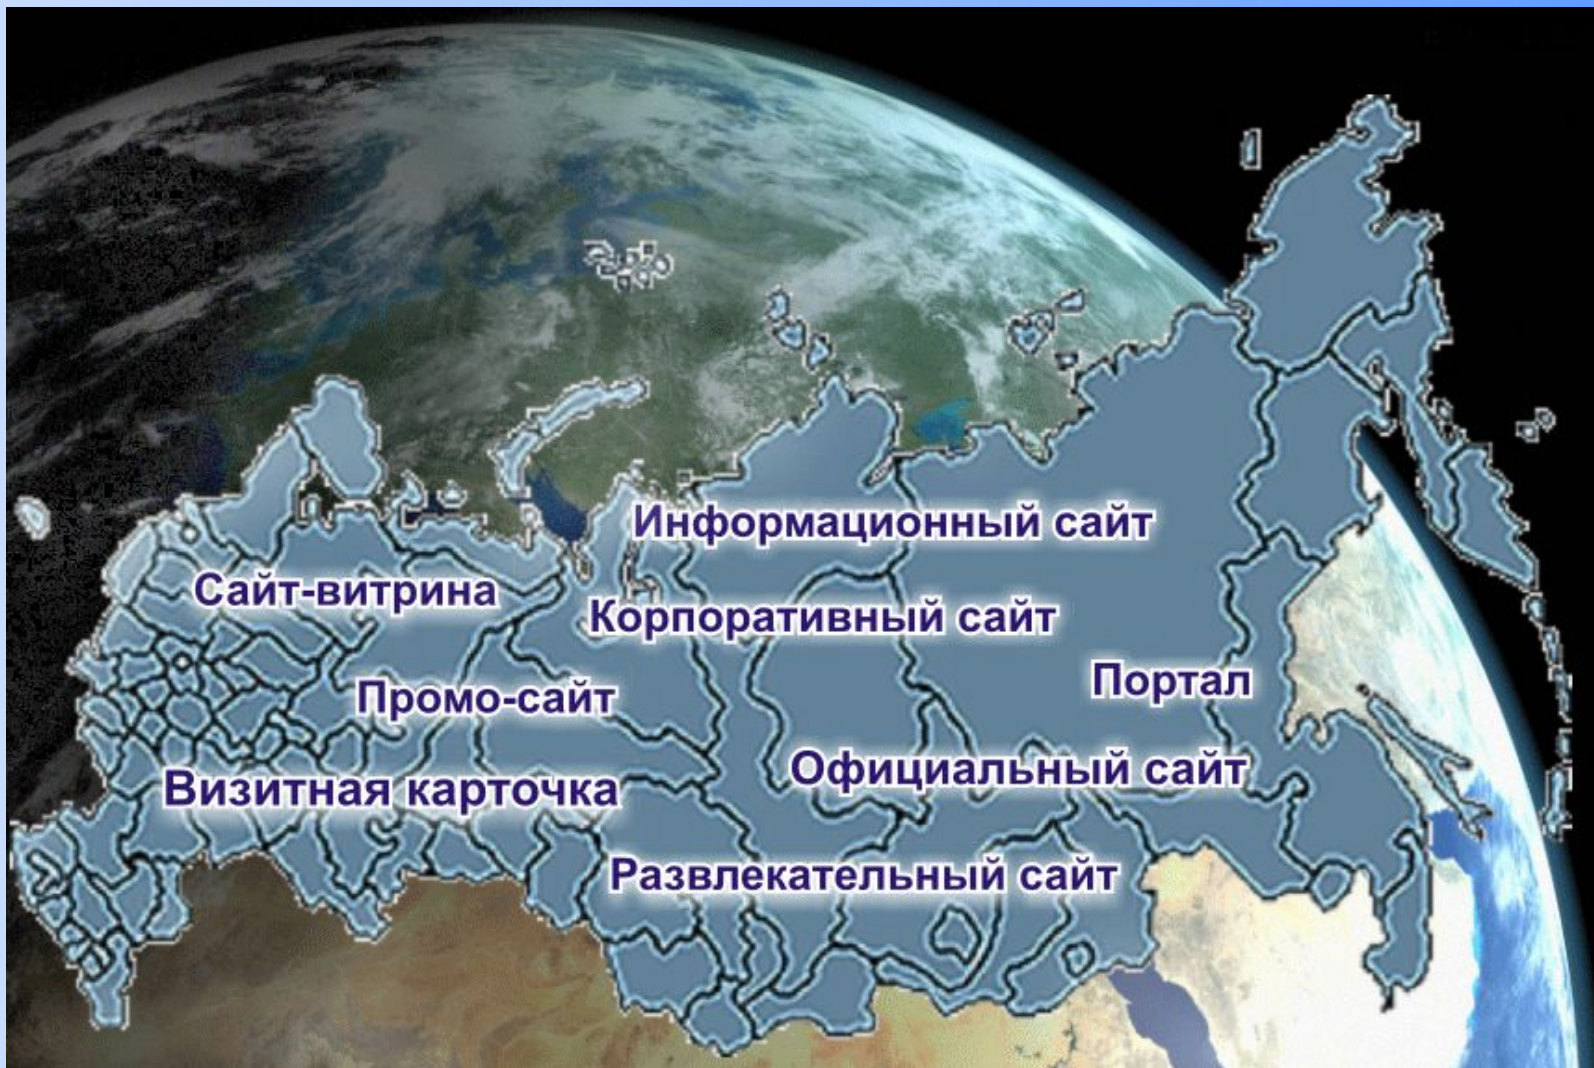 Информационный сайт
Сайт-витрина
Корпоративный сайт
Портал
Промо-сайт
Официальный сайт
Визитная карточка
Развлекательный сайт